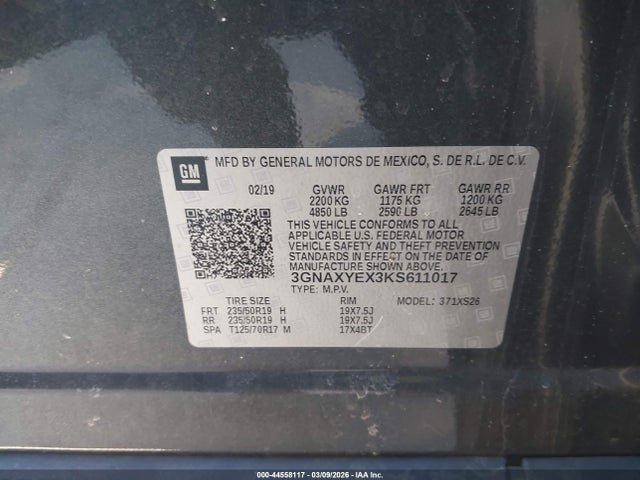 GM
MFD BY GENERAL MOTORS DE MEXICO, S. DE R.L. DE C.V.
02/19 GVWR GAWR FRT GAWR RR
2200 KG 1175 KG 1200 KG
4850 LB 2590 LB 2645 LB
THIS VEHICLE CONFORMS TO ALL
APPLICABLE U.S. FEDERAL MOTOR
VEHICLE SAFETY AND THEFT PREVENTION
STANDARDS IN EFFECT ON THE DATE OF
MANUFACTURE SHOWN ABOVE.
3GNAXYEX3KS611017
TYPE: M.P.V. MODEL: 371XS26
TIRE SIZE RIM
FRT 235/50R19 H 19X7.5J
RR 235/50R19 H 19X7.5J
SPA T125/70R17 M 17X4BT
000-44558117 - 03/09/2026 - IAA Inc.